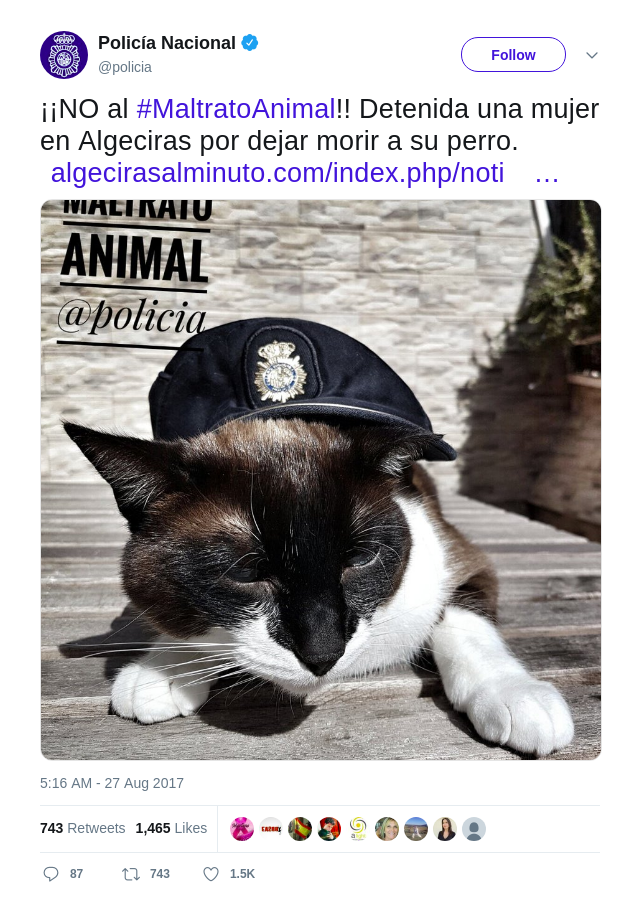 Policía Nacional
@policia
Follow
¡¡NO al #MaltratoAnimal!! Detenida una mujer
en Algeciras por dejar morir a su perro.
algecirasalminuto.com/index.php/noti …
MALTRATO
ANIMAL
@policia
5:16 AM - 27 Aug 2017
743 Retweets 1,465 Likes
87 743 1.5K